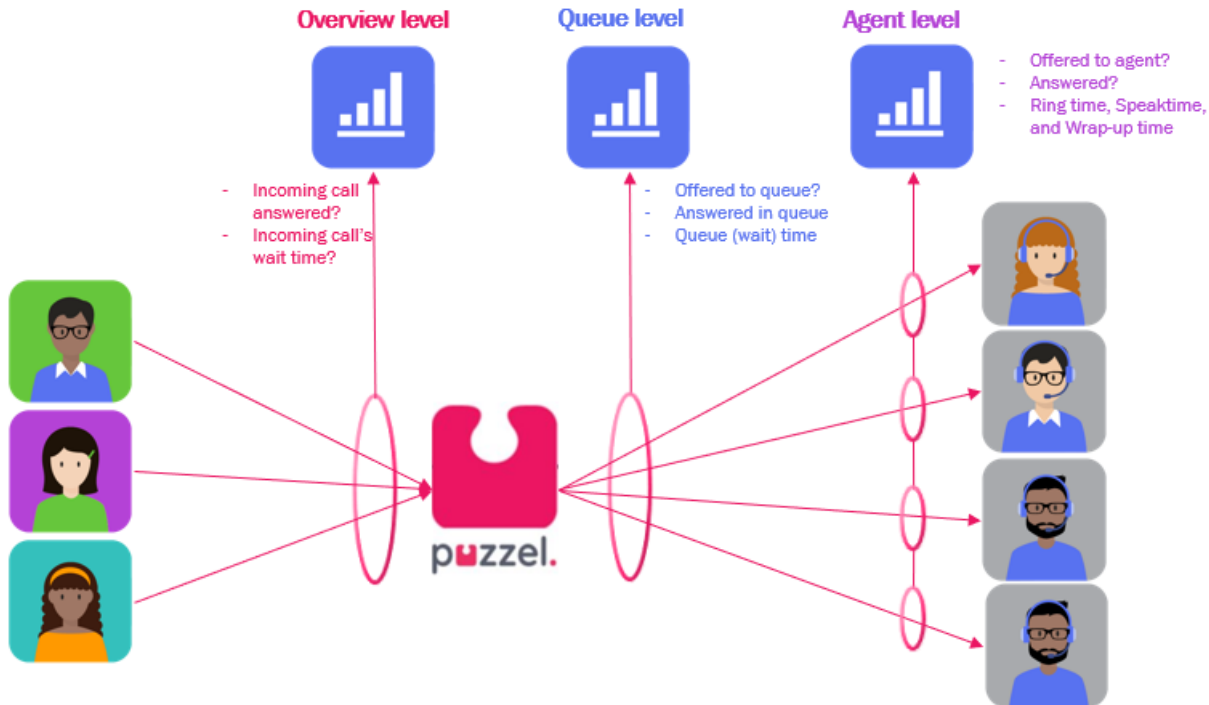 Overview level
Queue level
Agent level
- Offered to agent?
- Answered?
- Ring time, Speaktime,
and Wrap-up time
- Incoming call
answered?
- Incoming call's
wait time?
- Offered to queue?
- Answered in queue
- Queue (wait) time
puzzel.